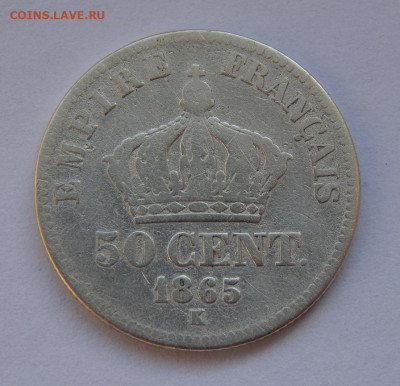 COINS.LAVE.RU
EMPIRE FRANÇAIS
50 CENT.
1865
K